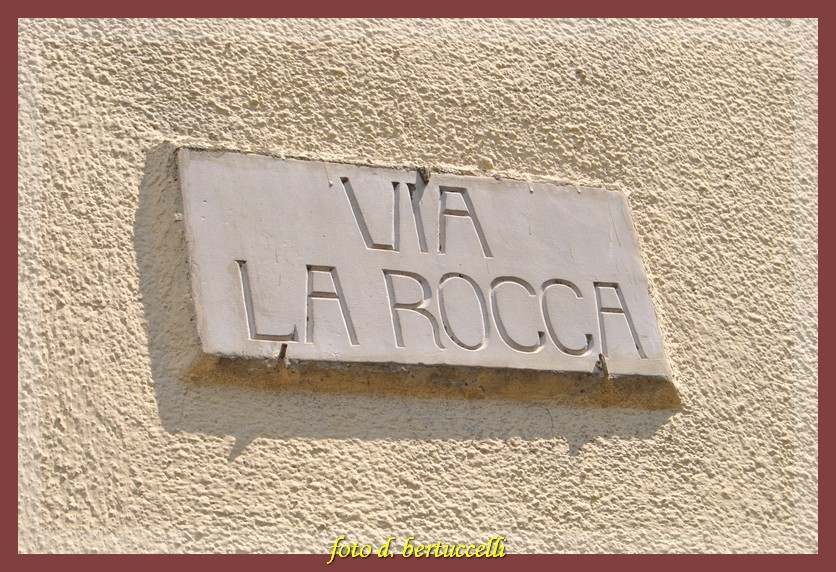 VIA
LA ROCCA
foto d. bertuccelli